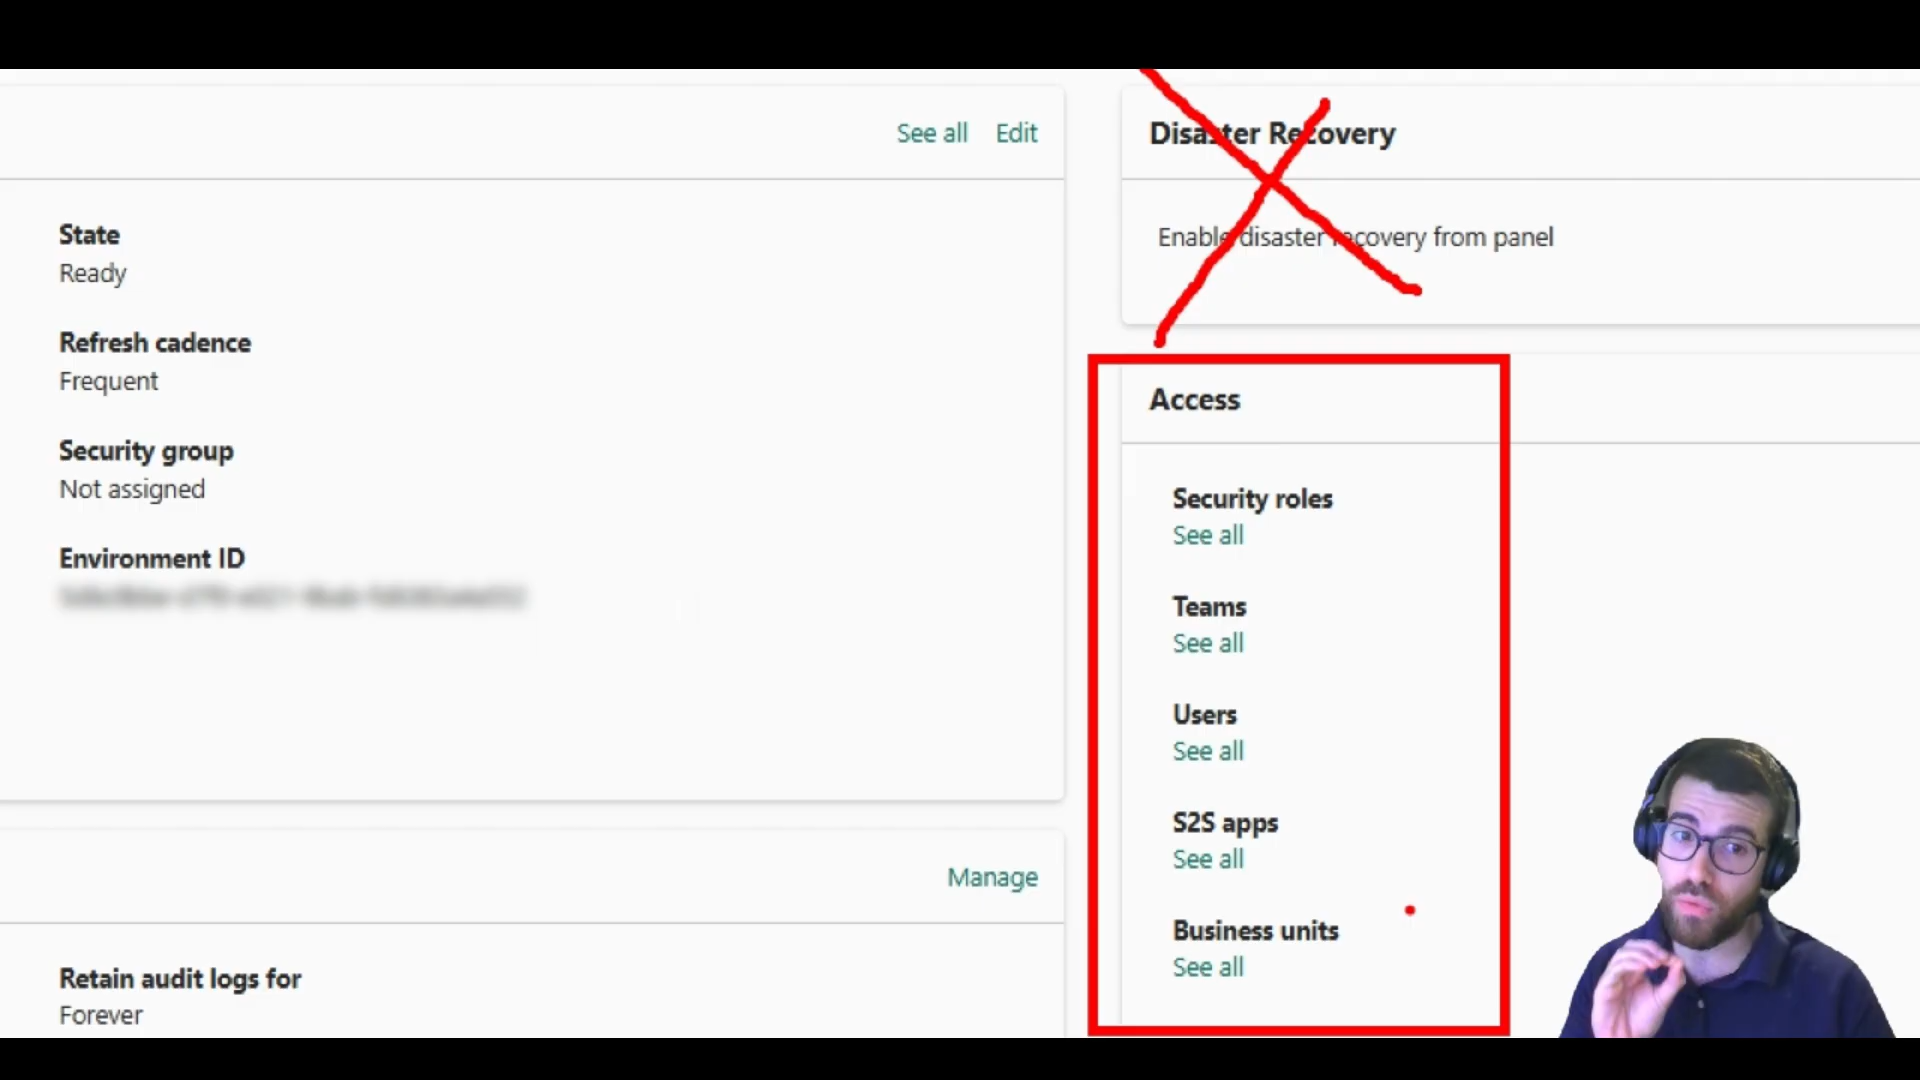 See all Edit
State
Ready
Refresh cadence
Frequent
Security group
Not assigned
Environment ID
Manage
Retain audit logs for
Forever
Disaster Recovery
Enable disaster recovery from panel
Access
Security roles
See all
Teams
See all
Users
See all
S2S apps
See all
Business units
See all